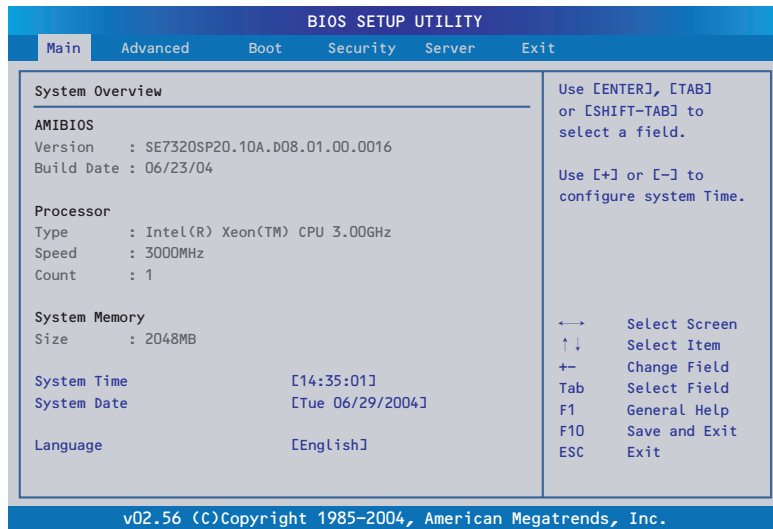 BIOS SETUP UTILITY
Main Advanced Boot Security Server Exit
System Overview
AMIBIOS
Version : SE7320SP20.10A.D08.01.00.0016
Build Date : 06/23/04
Processor
Type : Intel(R) Xeon(TM) CPU 3.00GHz
Speed : 3000MHz
Count : 1
System Memory
Size : 2048MB
System Time [14:35:01]
System Date [Tue 06/29/2004]
Language [English]
Use [ENTER], [TAB]
or [SHIFT-TAB] to
select a field.
Use [+] or [-] to
configure system Time.
←→ Select Screen
↑↓ Select Item
+- Change Field
Tab Select Field
F1 General Help
F10 Save and Exit
ESC Exit
v02.56 (C)Copyright 1985-2004, American Megatrends, Inc.